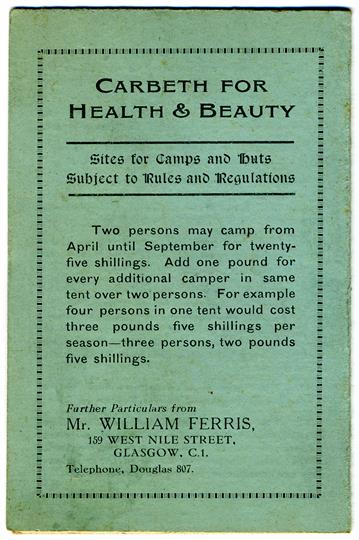 CARBETH FOR
HEALTH & BEAUTY
Sites for Camps and Huts
Subject to Rules and Regulations
Two persons may camp from
April until September for twenty-
five shillings. Add one pound for
every additional camper in same
tent over two persons. For example
four persons in one tent would cost
three pounds five shillings per
season—three persons, two pounds
five shillings.
Further Particulars from
Mr. WILLIAM FERRIS,
159 WEST NILE STREET,
GLASGOW, C.1.
Telephone, Douglas 807.